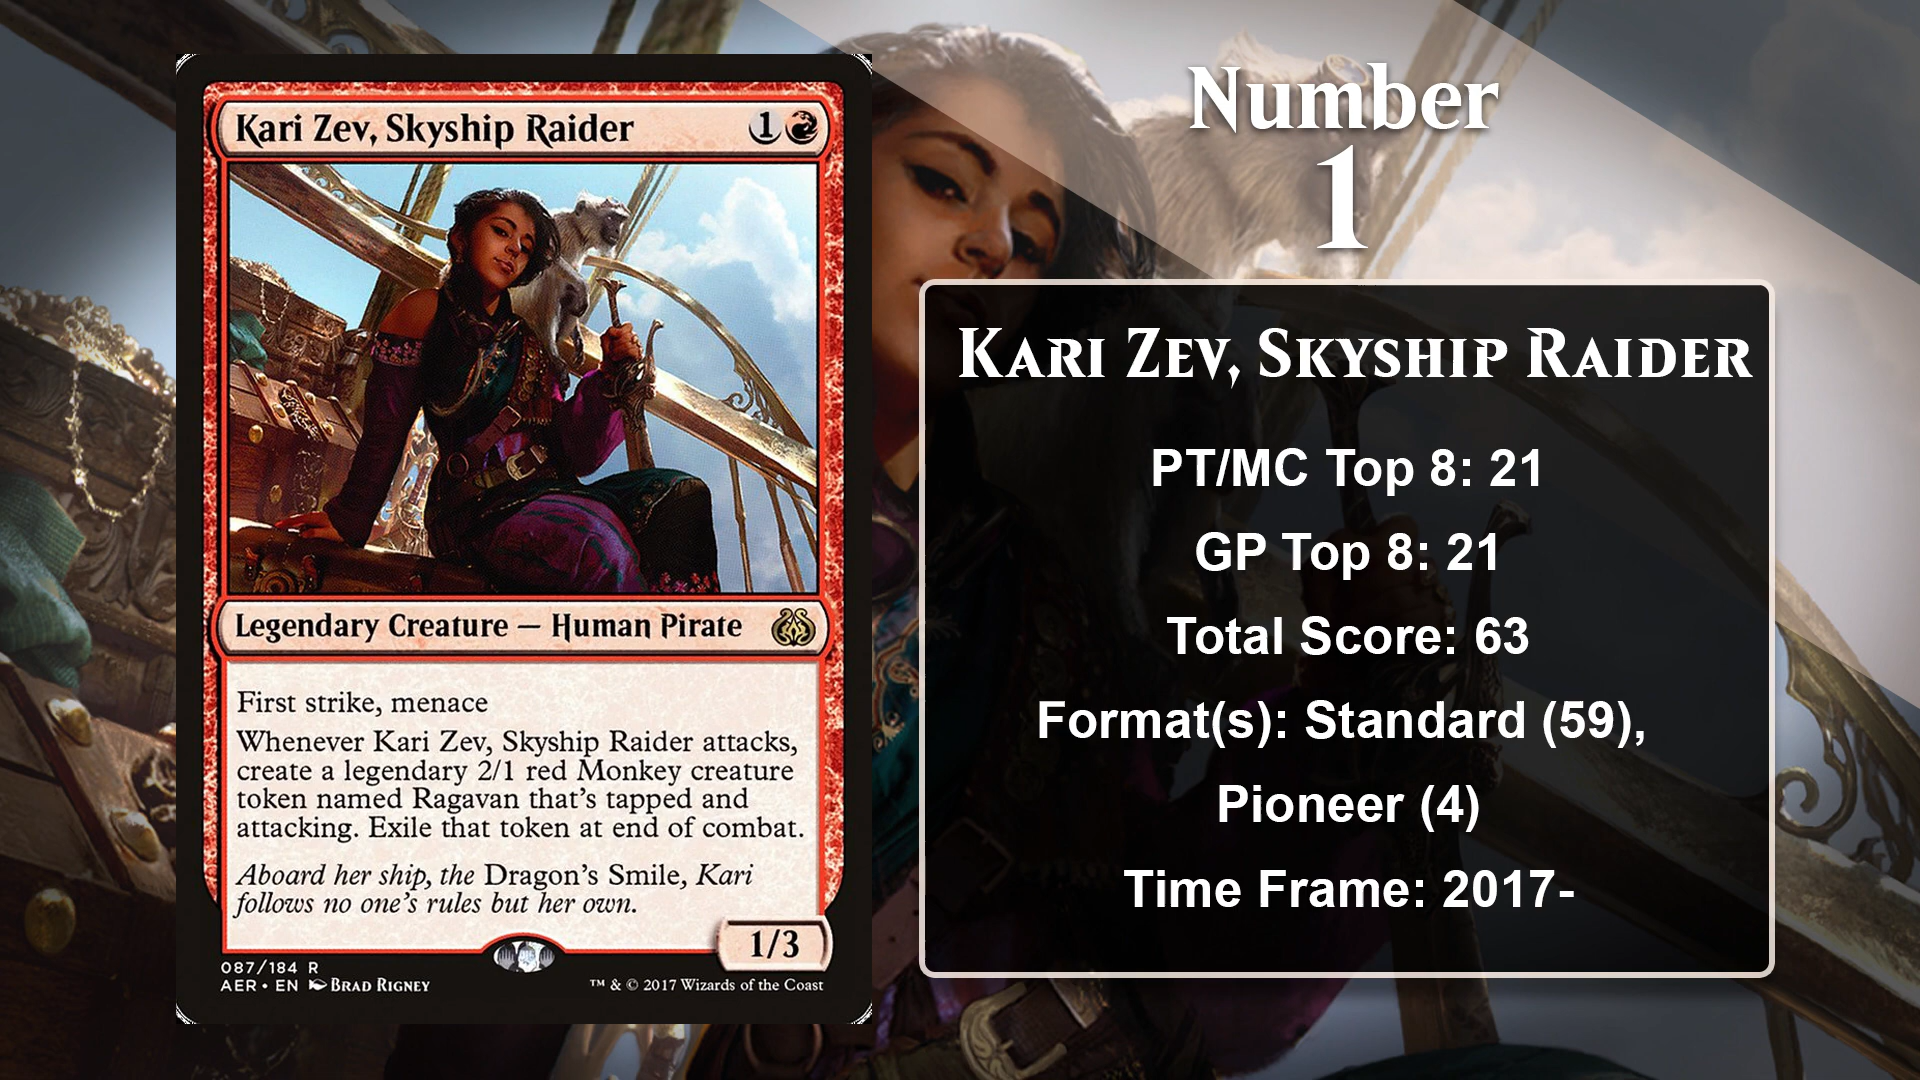 Kari Zev, Skyship Raider 1
Legendary Creature — Human Pirate
First strike, menace
Whenever Kari Zev, Skyship Raider attacks,
create a legendary 2/1 red Monkey creature
token named Ragavan that's tapped and
attacking. Exile that token at end of combat.
Aboard her ship, the Dragon's Smile, Kari
follows no one's rules but her own.
1/3
087/184 R
AER • EN BRAD RIGNEY
™ & © 2017 Wizards of the Coast
Number
1
KARI ZEV, SKYSHIP RAIDER
PT/MC Top 8: 21
GP Top 8: 21
Total Score: 63
Format(s): Standard (59),
Pioneer (4)
Time Frame: 2017-